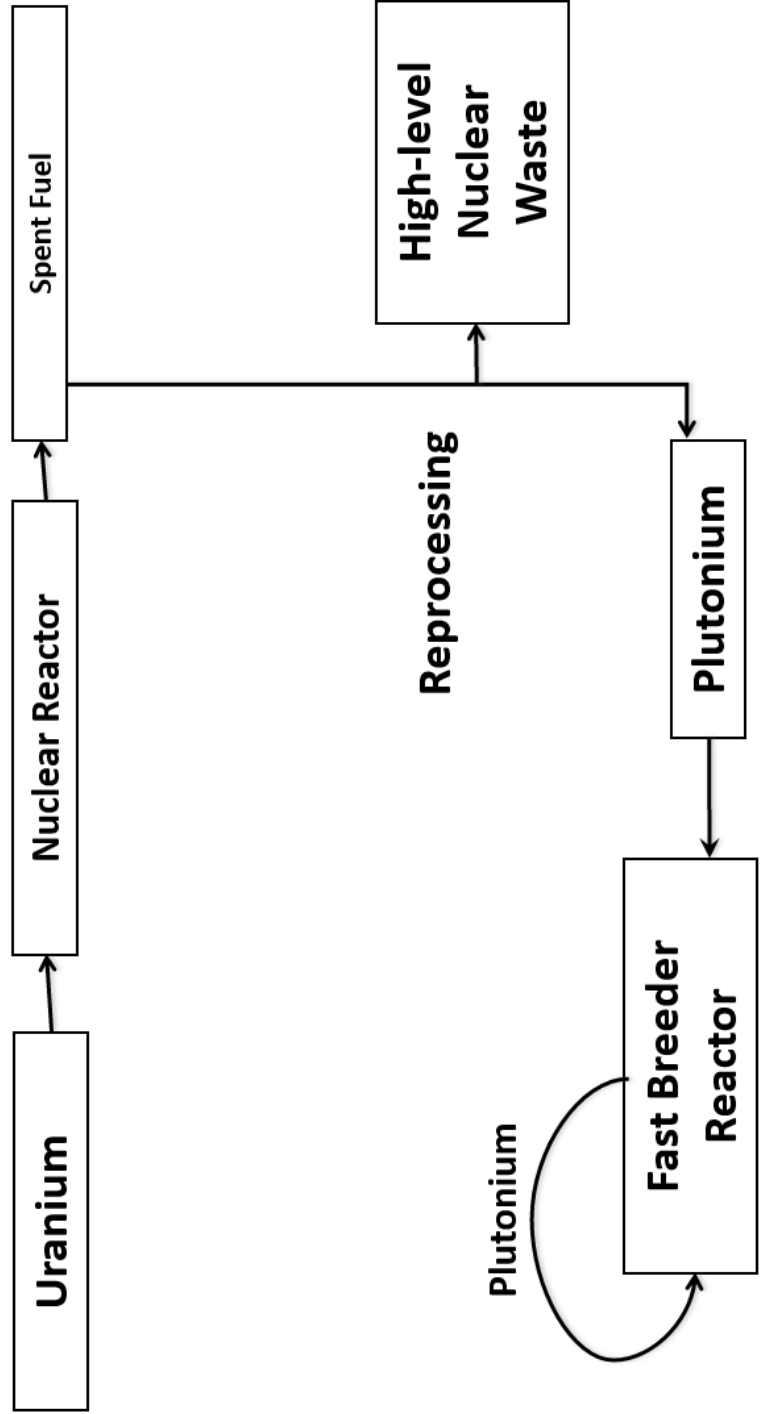 Uranium
Nuclear Reactor
Spent Fuel
Reprocessing
High-level
Nuclear
Waste
Plutonium
Fast Breeder
Reactor
Plutonium